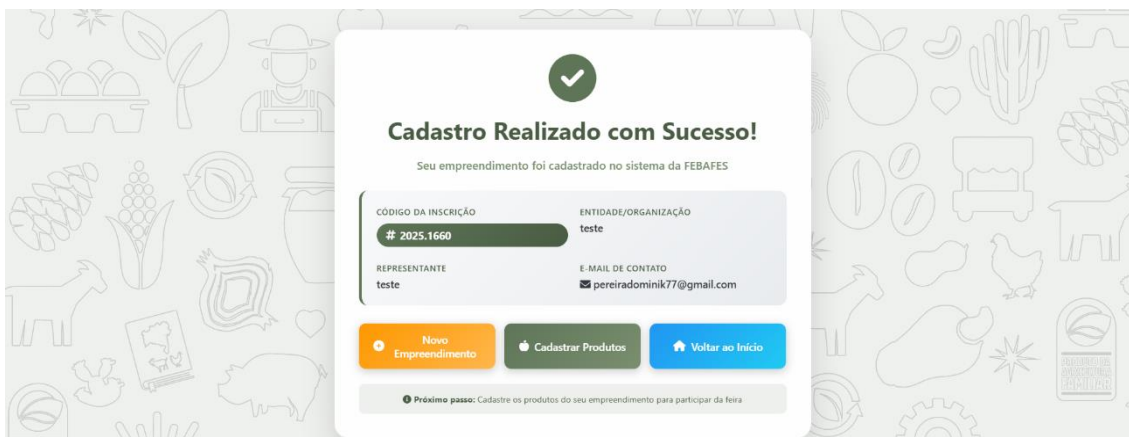 Cadastro Realizado com Sucesso!
Seu empreendimento foi cadastrado no sistema da FEBAFES
CÓDIGO DA INSCRIÇÃO
# 2025.1660
ENTIDADE/ORGANIZAÇÃO
teste
REPRESENTANTE
teste
E-MAIL DE CONTATO
pereiradominik77@gmail.com
Novo
Empreendimento
Cadastrar Produtos
Voltar ao Início
Próximo passo: Cadastre os produtos do seu empreendimento para participar da feira
AGRICULTURA
FAMILIAR